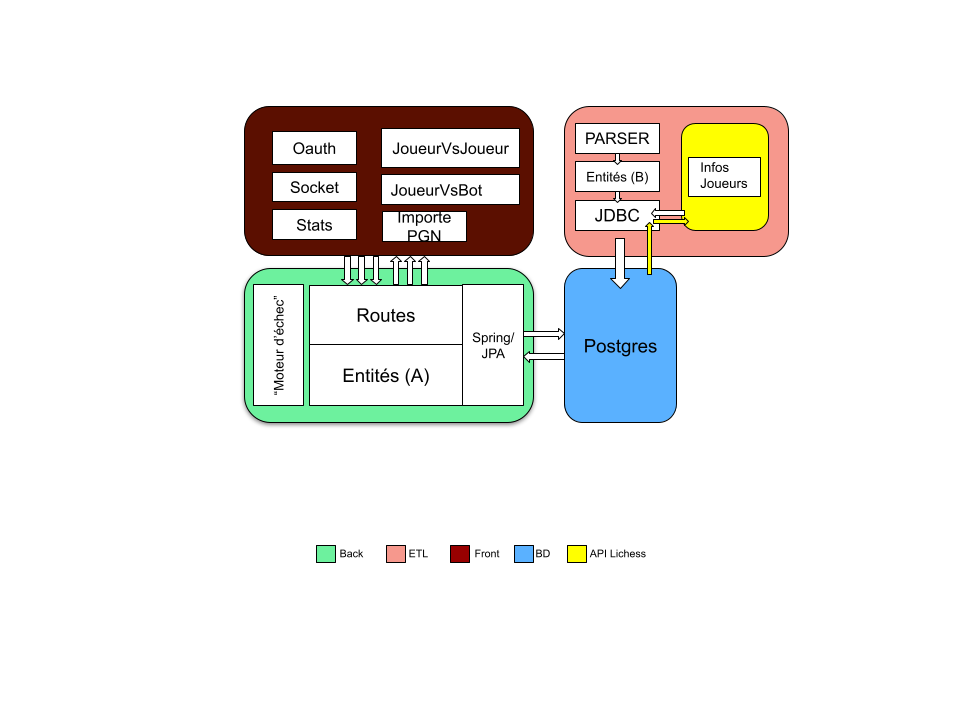 Oauth
Socket
Stats
JoueurVsJoueur
JoueurVsBot
Importe
PGN
PARSER
Entités (B)
JDBC
Infos
Joueurs
“Moteur d’échec”
Routes
Entités (A)
Spring/
JPA
Postgres
Back
ETL
Front
BD
API Lichess